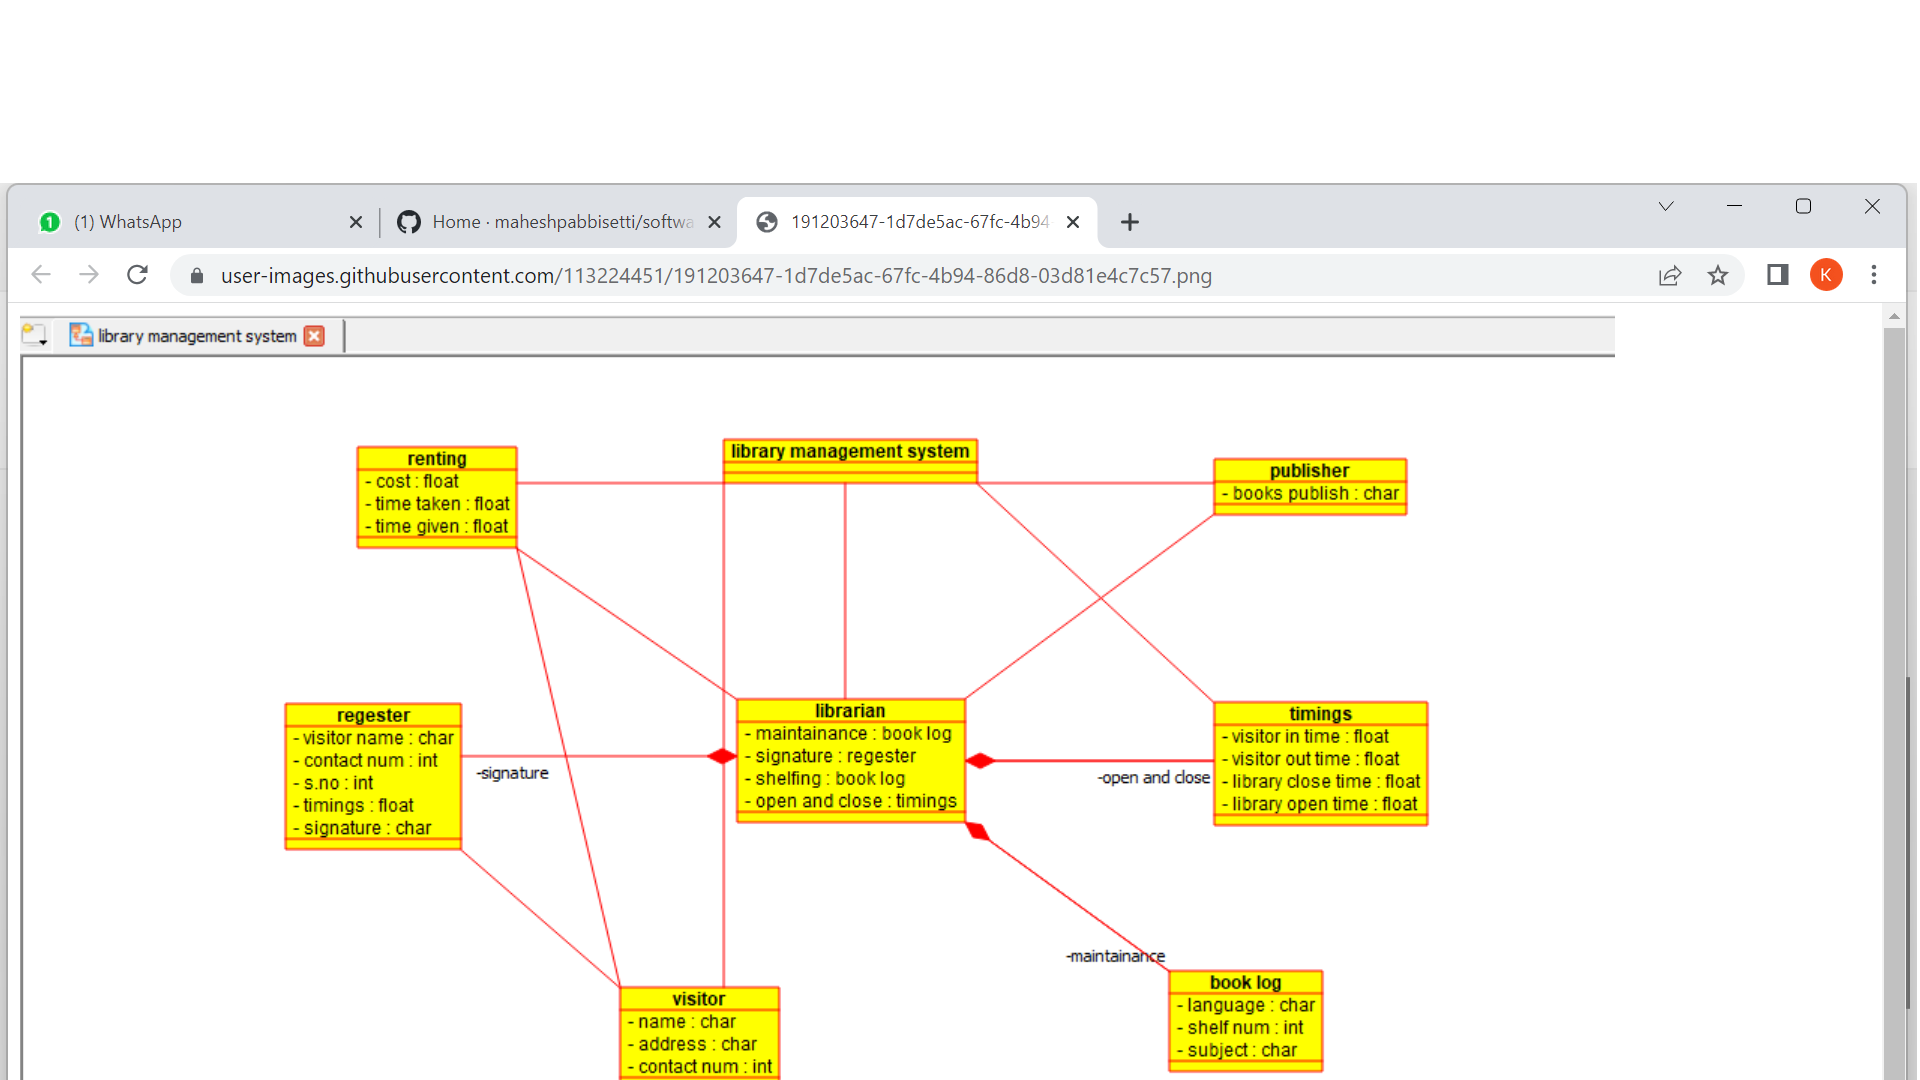 1 (1) WhatsApp
Home · maheshpabbisetti/softwa
191203647-1d7de5ac-67fc-4b94
user-images.githubusercontent.com/113224451/191203647-1d7de5ac-67fc-4b94-86d8-03d81e4c7c57.png
K
library management system
renting
- cost : float
- time taken : float
- time given : float
library management system
publisher
- books publish : char
regester
- visitor name : char
- contact num : int
- s.no : int
- timings : float
- signature : char
-signature
librarian
- maintainance : book log
- signature : regester
- shelfing : book log
- open and close : timings
-open and close
timings
- visitor in time : float
- visitor out time : float
- library close time : float
- library open time : float
-maintainance
visitor
- name : char
- address : char
- contact num : int
book log
- language : char
- shelf num : int
- subject : char